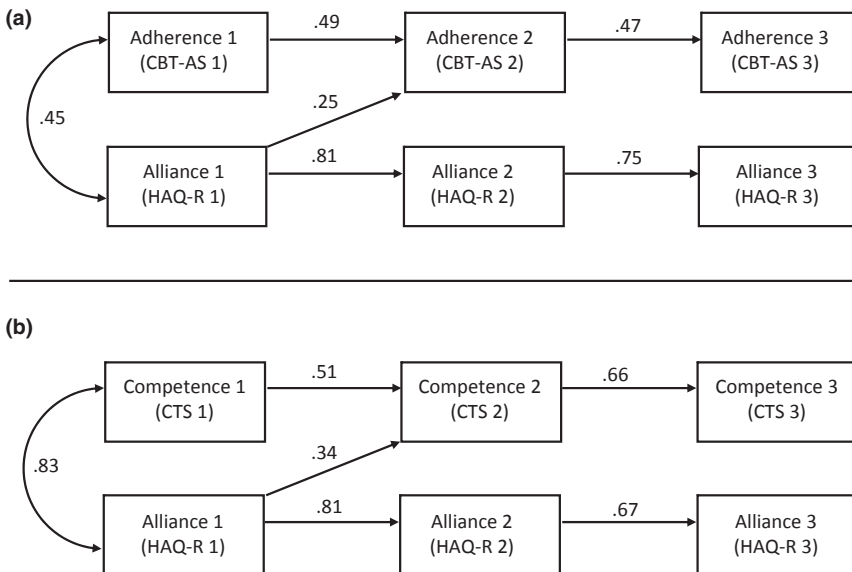 (a)
Adherence 1
(CBT-AS 1)
.49
Adherence 2
(CBT-AS 2)
.47
Adherence 3
(CBT-AS 3)
.45
.25
Alliance 1
(HAQ-R 1)
.81
Alliance 2
(HAQ-R 2)
.75
Alliance 3
(HAQ-R 3)
(b)
Competence 1
(CTS 1)
.51
Competence 2
(CTS 2)
.66
Competence 3
(CTS 3)
.83
.34
Alliance 1
(HAQ-R 1)
.81
Alliance 2
(HAQ-R 2)
.67
Alliance 3
(HAQ-R 3)